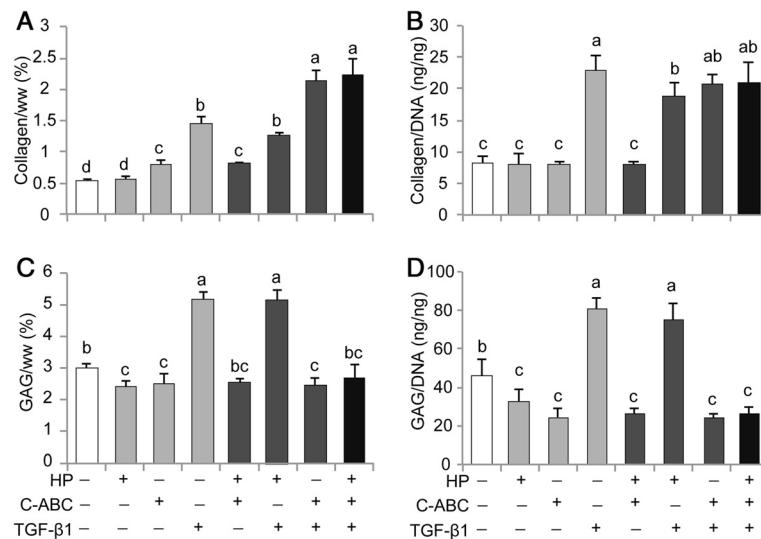 A
Collagen/ww (%)
3
2.5
2
1.5
1
0.5
0
d d c b c b a a
B
Collagen/DNA (ng/ng)
30
25
20
15
10
5
0
c c c a c b ab ab
C
GAG/ww (%)
6
5
4
3
2
1
0
b c c a bc a c bc
HP – + – – + + – +
C-ABC – – + – + – + +
TGF-β1 – – – + – + + +
D
GAG/DNA (ng/ng)
100
80
60
40
20
0
b c c a c a c c
HP – + – – + + – +
C-ABC – – + – + – + +
TGF-β1 – – – + – + + +